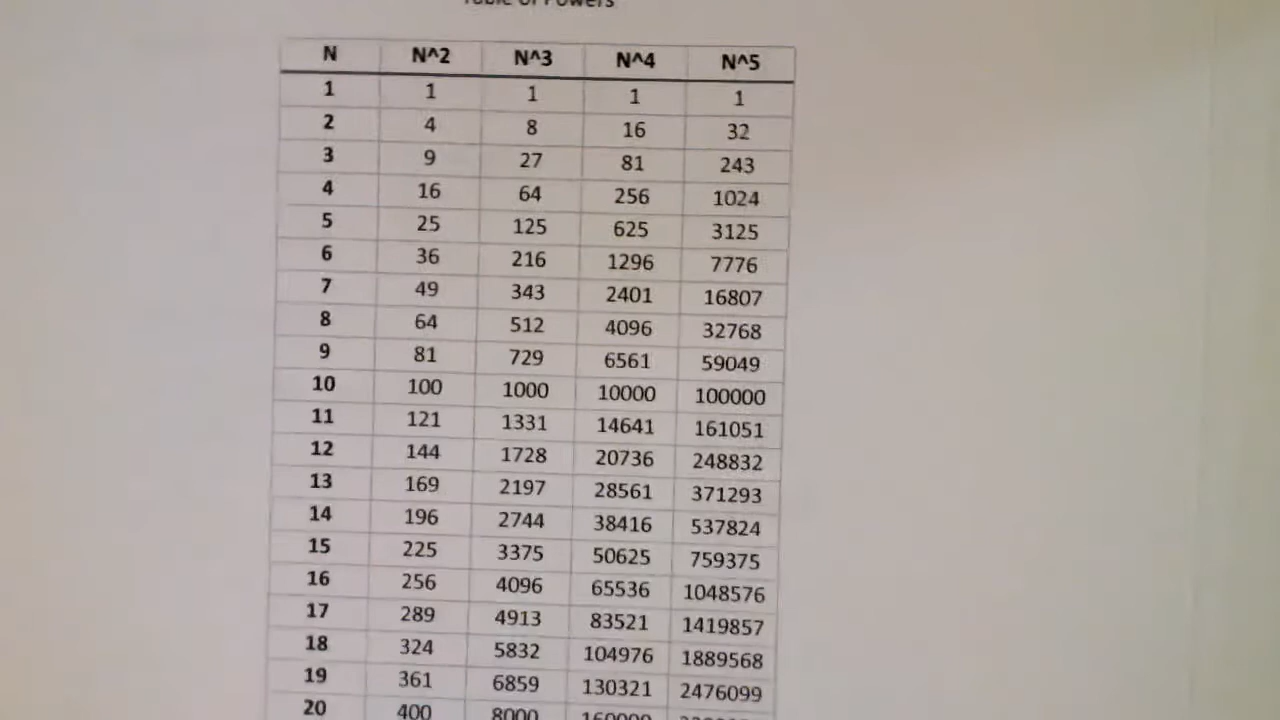 Table of Powers
N N^2 N^3 N^4 N^5
1 1 1 1 1
2 4 8 16 32
3 9 27 81 243
4 16 64 256 1024
5 25 125 625 3125
6 36 216 1296 7776
7 49 343 2401 16807
8 64 512 4096 32768
9 81 729 6561 59049
10 100 1000 10000 100000
11 121 1331 14641 161051
12 144 1728 20736 248832
13 169 2197 28561 371293
14 196 2744 38416 537824
15 225 3375 50625 759375
16 256 4096 65536 1048576
17 289 4913 83521 1419857
18 324 5832 104976 1889568
19 361 6859 130321 2476099
20 400 8000 160000